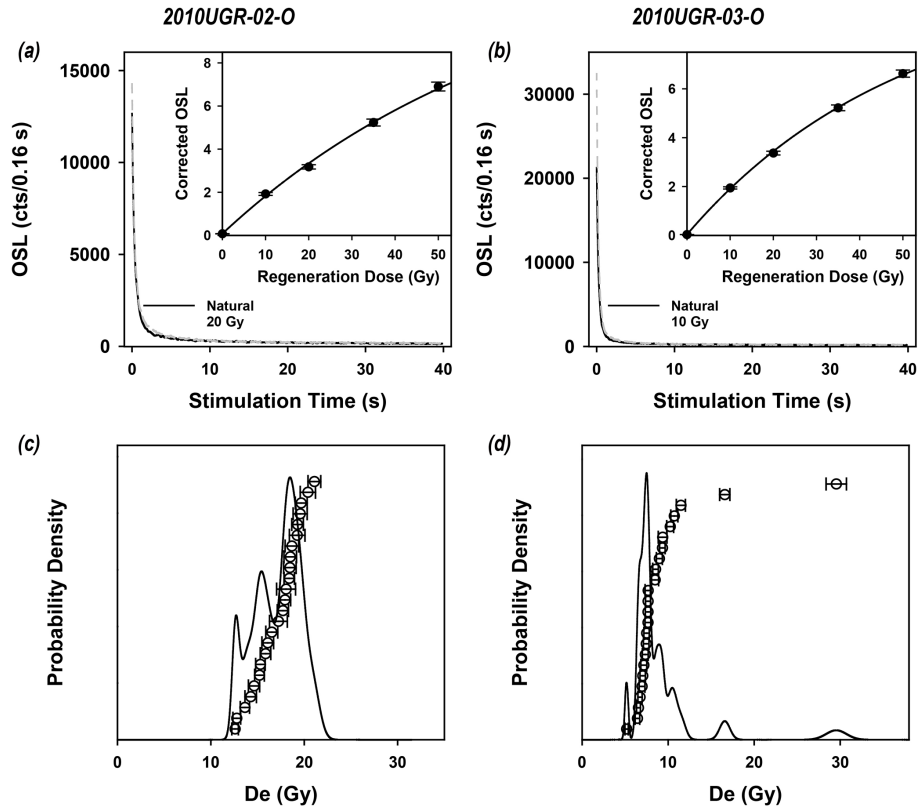 2010UGR-02-O
2010UGR-03-O
(a)
15000
10000
5000
0
OSL (cts/0.16 s)
8
6
4
2
0
Corrected OSL
0 10 20 30 40 50
Regeneration Dose (Gy)
Natural
20 Gy
0 10 20 30 40
Stimulation Time (s)
(b)
30000
20000
10000
0
OSL (cts/0.16 s)
6
4
2
0
Corrected OSL
0 10 20 30 40 50
Regeneration Dose (Gy)
Natural
10 Gy
0 10 20 30 40
Stimulation Time (s)
(c)
Probability Density
0 10 20 30
De (Gy)
(d)
Probability Density
0 10 20 30
De (Gy)